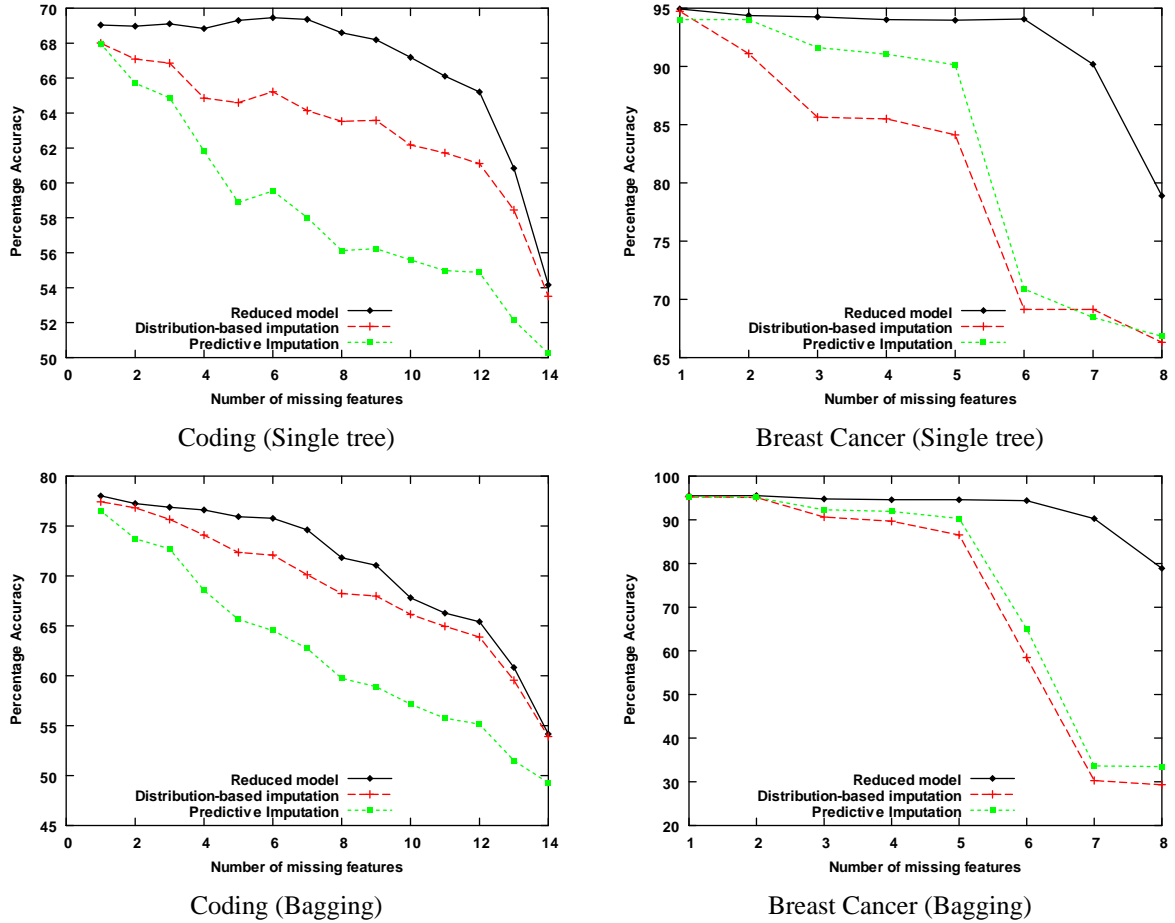 70
68
66
64
62
60
58
56
54
52
50
Percentage Accuracy
Reduced model
Distribution-based imputation
Predictive Imputation
0 2 4 6 8 10 12 14
Number of missing features
Coding (Single tree)
95
90
85
80
95
70
65
Percentage Accuracy
Reduced model
Distribution-based imputation
Predictive Imputation
1 2 3 4 5 6 7 8
Number of missing features
Breast Cancer (Single tree)
80
75
70
65
60
55
50
45
Percentage Accuracy
Reduced model
Distribution-based imputation
Predictive Imputation
0 2 4 6 8 10 12 14
Number of missing features
Coding (Bagging)
100
90
80
70
60
50
40
30
20
Percentage Accuracy
Reduced model
Distribution-based imputation
Predictive Imputation
1 2 3 4 5 6 7 8
Number of missing features
Breast Cancer (Bagging)